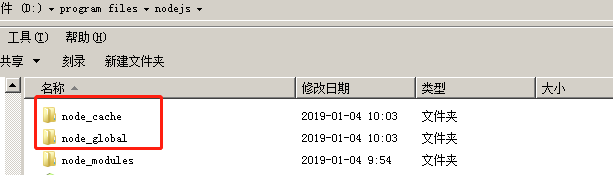 件 (D:) ▸ program files ▸ nodejs ▸
工具(T) 帮助(H)
共享 ▾ 刻录 新建文件夹
名称 修改日期 类型 大小
node_cache 2019-01-04 10:03 文件夹
node_global 2019-01-04 10:03 文件夹
node_modules 2019-01-04 9:54 文件夹